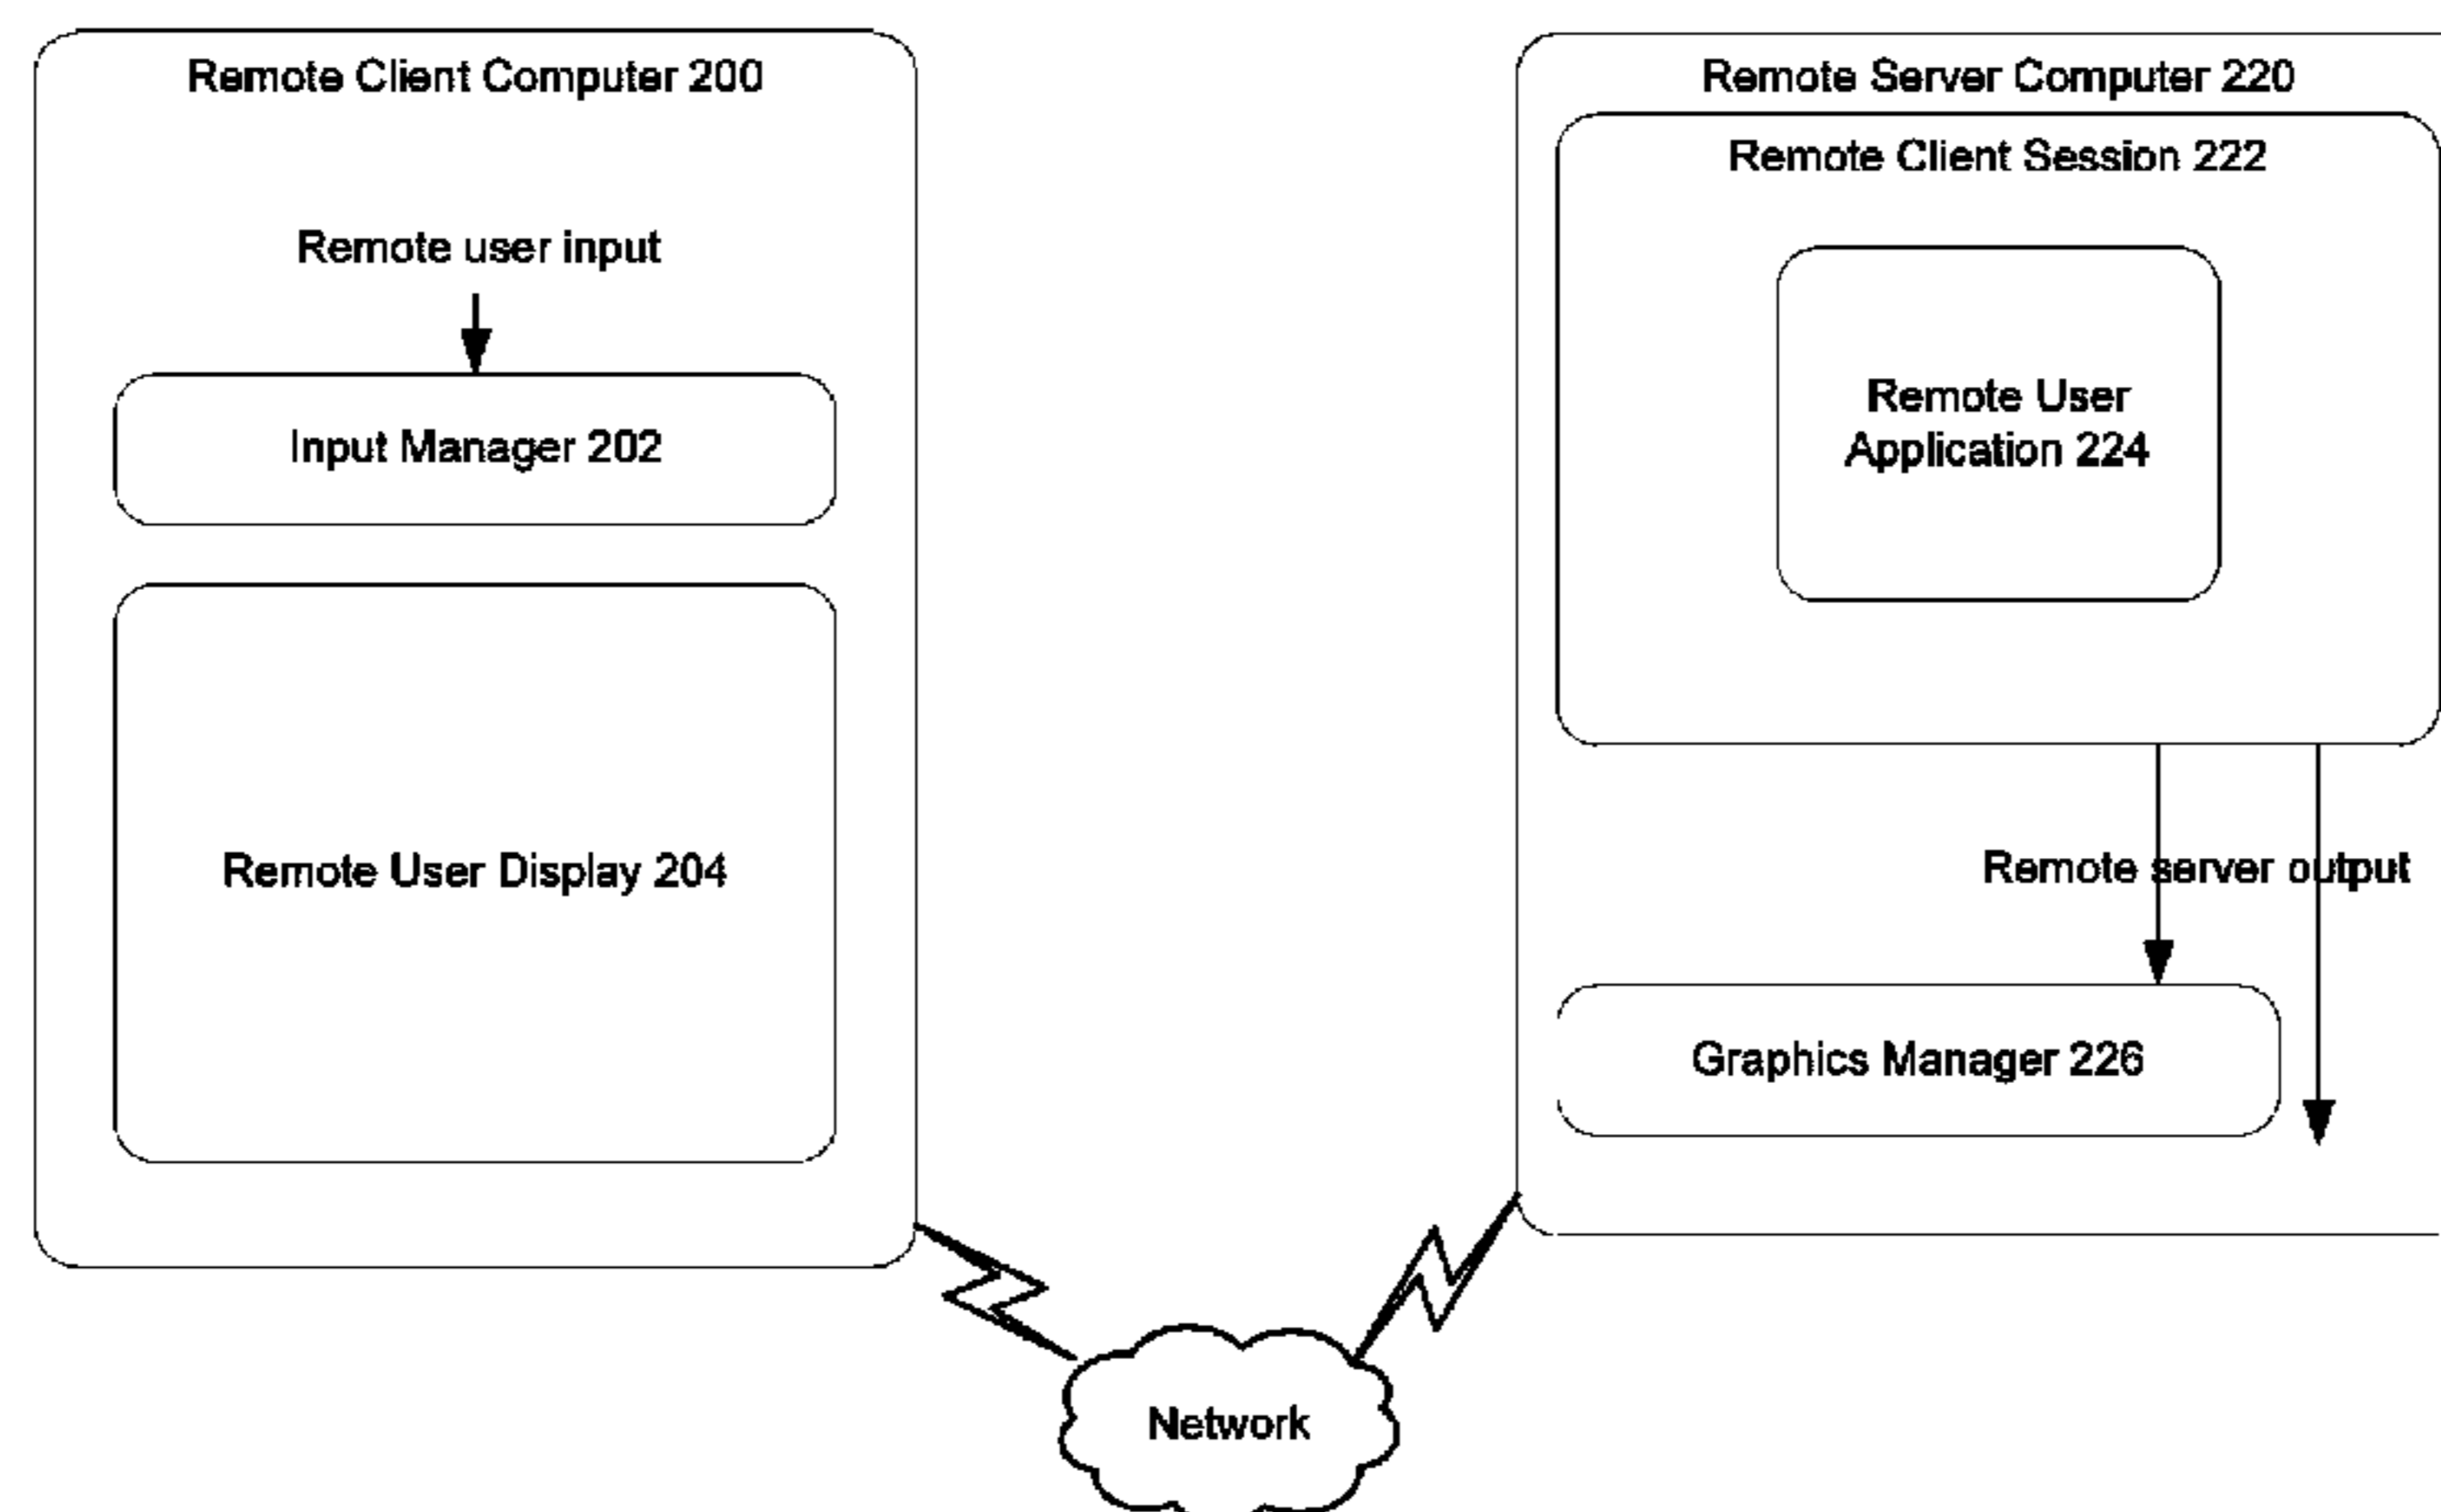 Remote Client Computer 200
Remote user input
Input Manager 202
Remote User Display 204
Remote Server Computer 220
Remote Client Session 222
Remote User
Application 224
Remote server output
Graphics Manager 226
Network